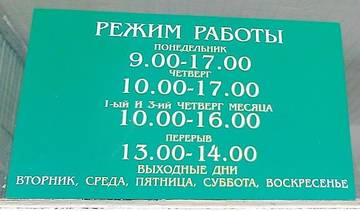 РЕЖИМ РАБОТЫ
ПОНЕДЕЛЬНИК
9.00-17.00
ЧЕТВЕРГ
10.00-17.00
1-ый И 3-ий ЧЕТВЕРГ МЕСЯЦА
10.00-16.00
ПЕРЕРЫВ
13.00-14.00
ВЫХОДНЫЕ ДНИ
ВТОРНИК, СРЕДА, ПЯТНИЦА, СУББОТА, ВОСКРЕСЕНЬЕ